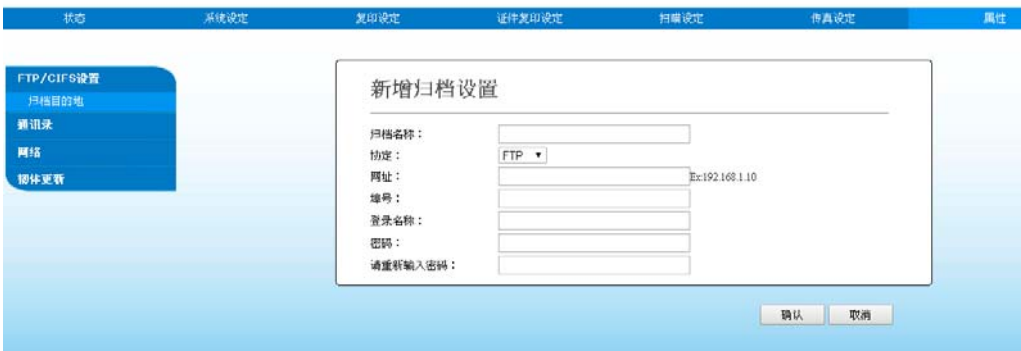 状态 系统设定 复印设定 证件复印设定 扫瞄设定 传真设定 属性
FTP/CIFS设置
归档目的地
通讯录
网络
韧体更新
新增归档设置
归档名称：
协定： FTP
网址： Ex:192.168.1.10
埠号：
登录名称：
密码：
请重新输入密码：
确认 取消